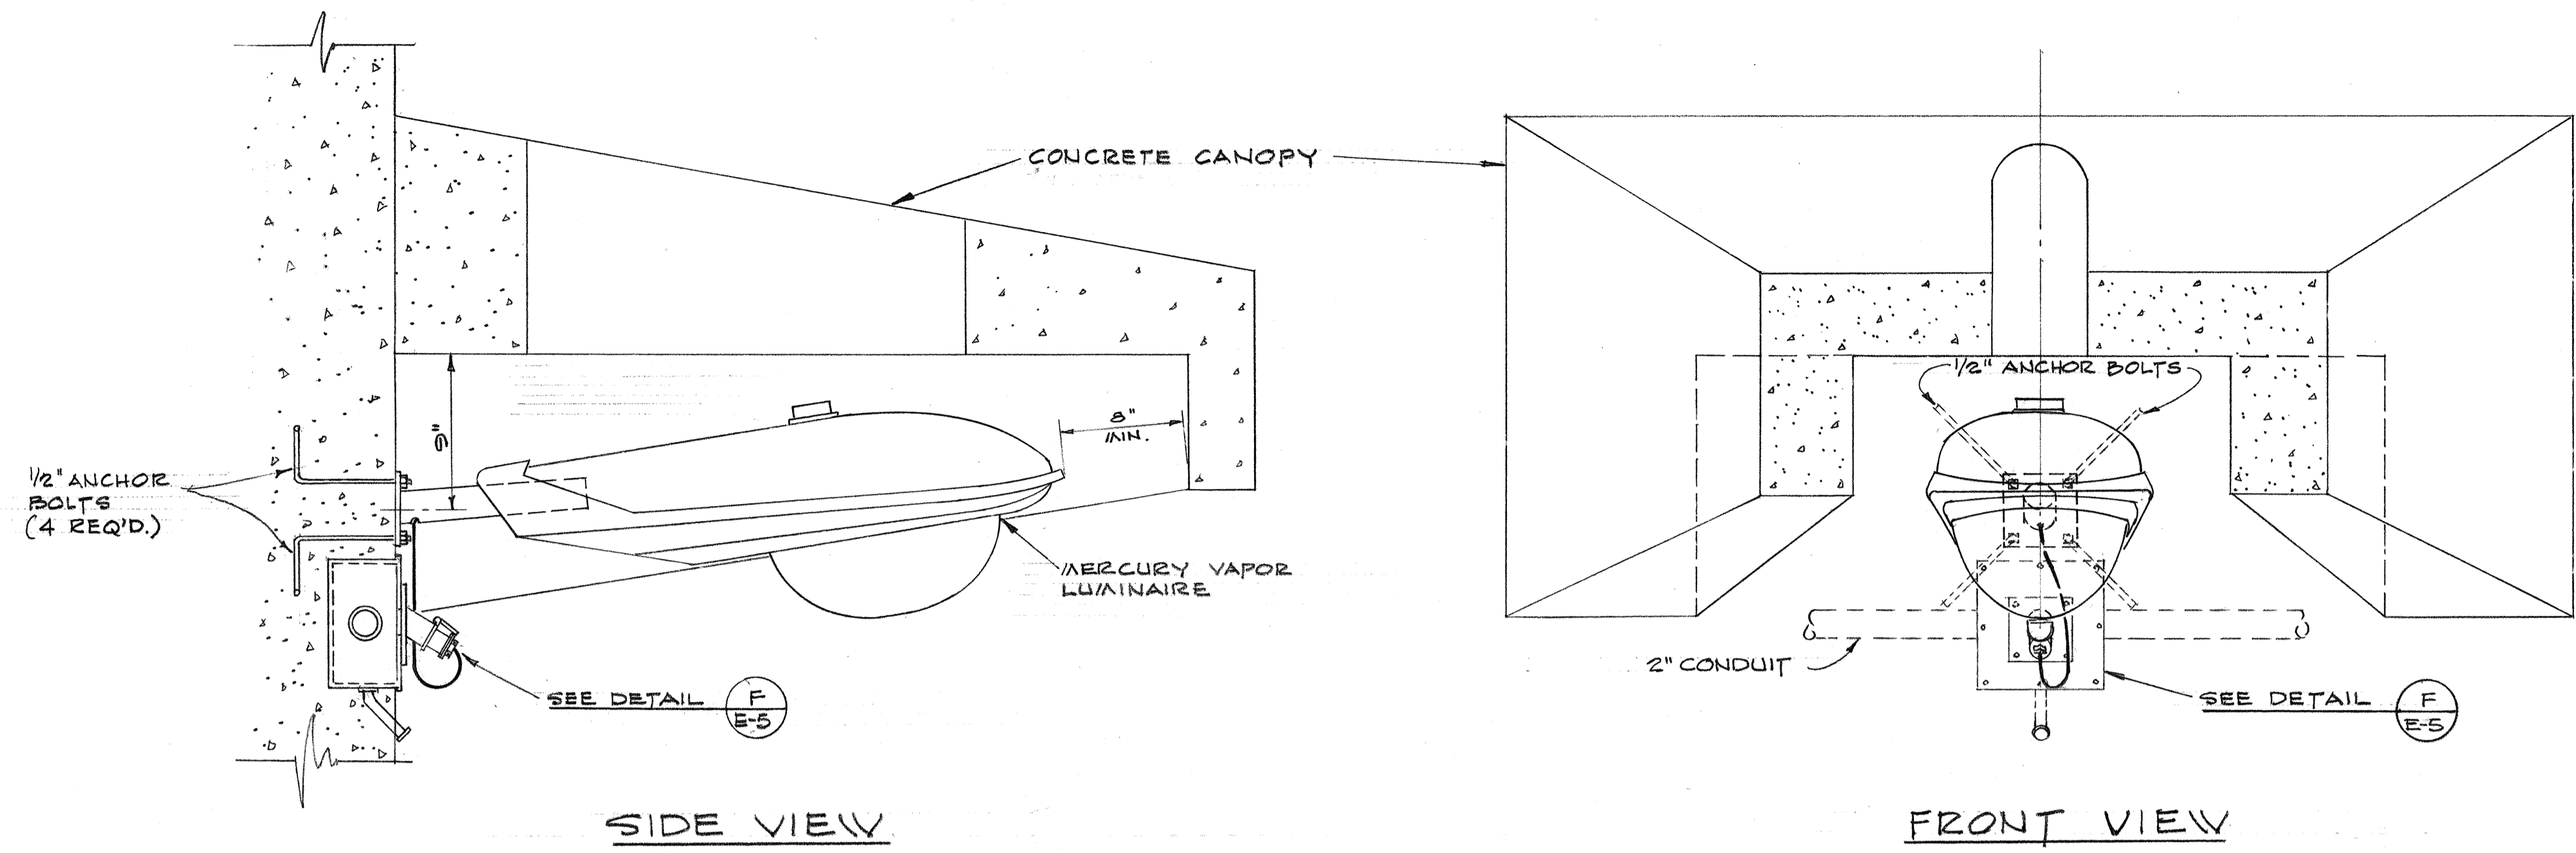 CONCRETE CANOPY
9"
8"
MIN.
1/2" ANCHOR
BOLTS
(4 REQ'D.)
MERCURY VAPOR
LUMINAIRE
SEE DETAIL F
E-5
SIDE VIEW
1/2" ANCHOR BOLTS
2" CONDUIT
SEE DETAIL F
E-5
FRONT VIEW